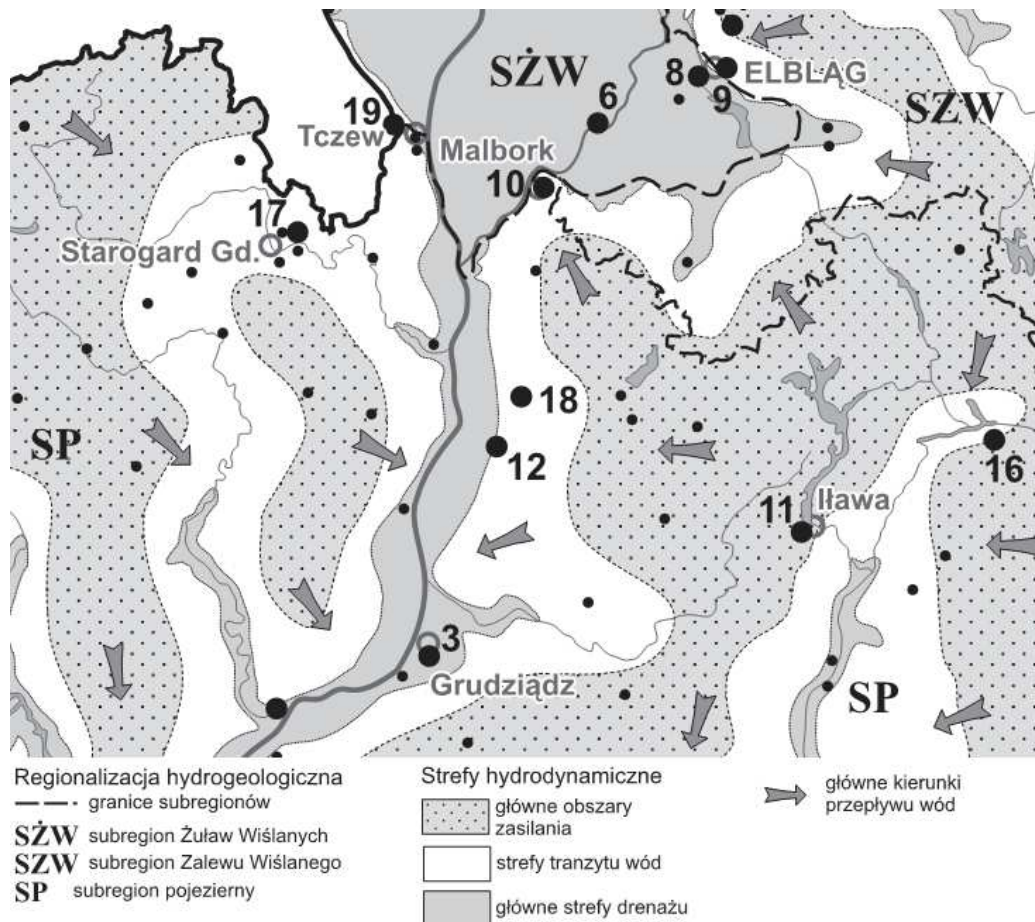 SŻW
ELBLĄG
8
9
6
SZW
19
Tczew
Malbork
10
17
Starogard Gd.
18
SP
12
16
11
Iława
3
Grudziądz
SP
Regionalizacja hydrogeologiczna
granice subregionów
SŻW subregion Żuław Wiślanych
SZW subregion Zalewu Wiślanego
SP subregion pojezierny
Strefy hydrodynamiczne
główne obszary
zasilania
strefy tranzytu wód
główne strefy drenażu
główne kierunki
przepływu wód